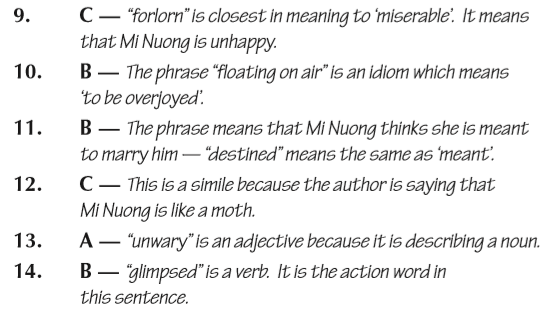 9. C — “forlorn” is closest in meaning to ‘miserable’. It means
that Mi Nuong is unhappy.
10. B — The phrase “floating on air” is an idiom which means
‘to be overjoyed’.
11. B — The phrase means that Mi Nuong thinks she is meant
to marry him — “destined” means the same as ‘meant’.
12. C — This is a simile because the author is saying that
Mi Nuong is like a moth.
13. A — “unwary” is an adjective because it is describing a noun.
14. B — “glimpsed” is a verb. It is the action word in
this sentence.